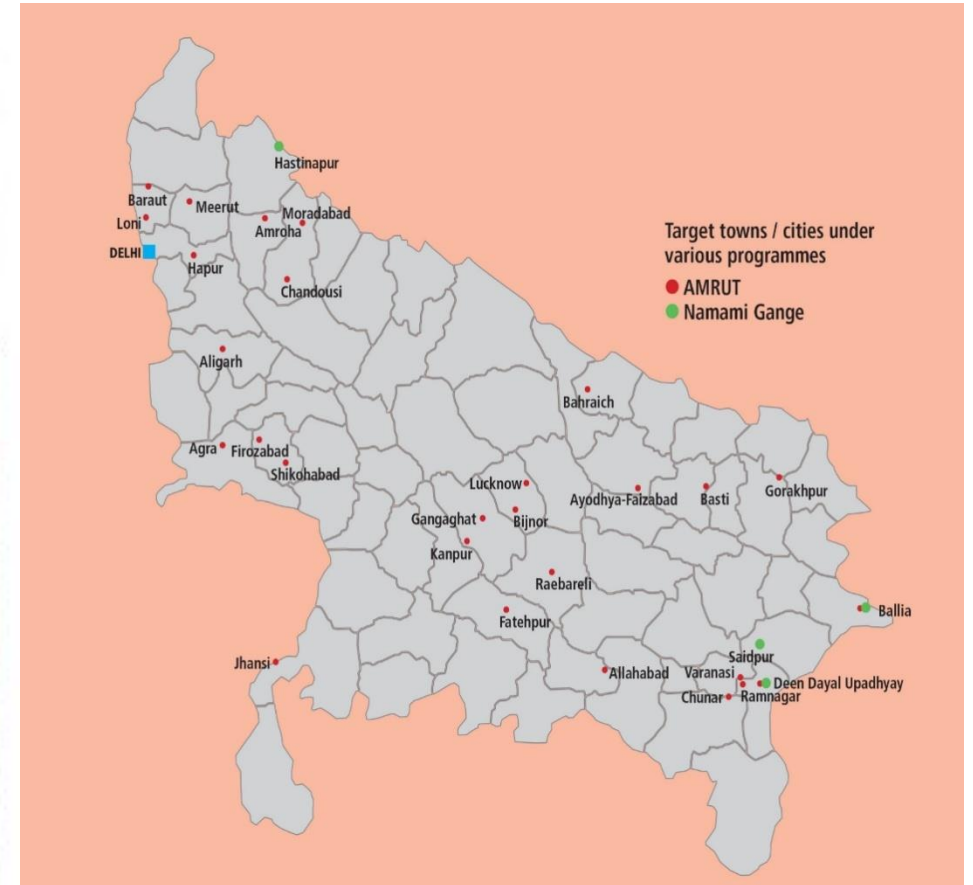 Hastinapur
Baraut
Meerut
Loni
Moradabad
Amroha
DELHI
Hapur
Chandousi
Target towns / cities under
various programmes
AMRUT
Namami Gange
Aligarh
Bahraich
Agra
Firozabad
Shikohabad
Lucknow
Ayodhya-Faizabad
Basti
Gorakhpur
Gangaghat
Bijnor
Kanpur
Raebareli
Fatehpur
Ballia
Jhansi
Saidpur
Allahabad
Varanasi
Deen Dayal Upadhyay
Chunar
Ramnagar